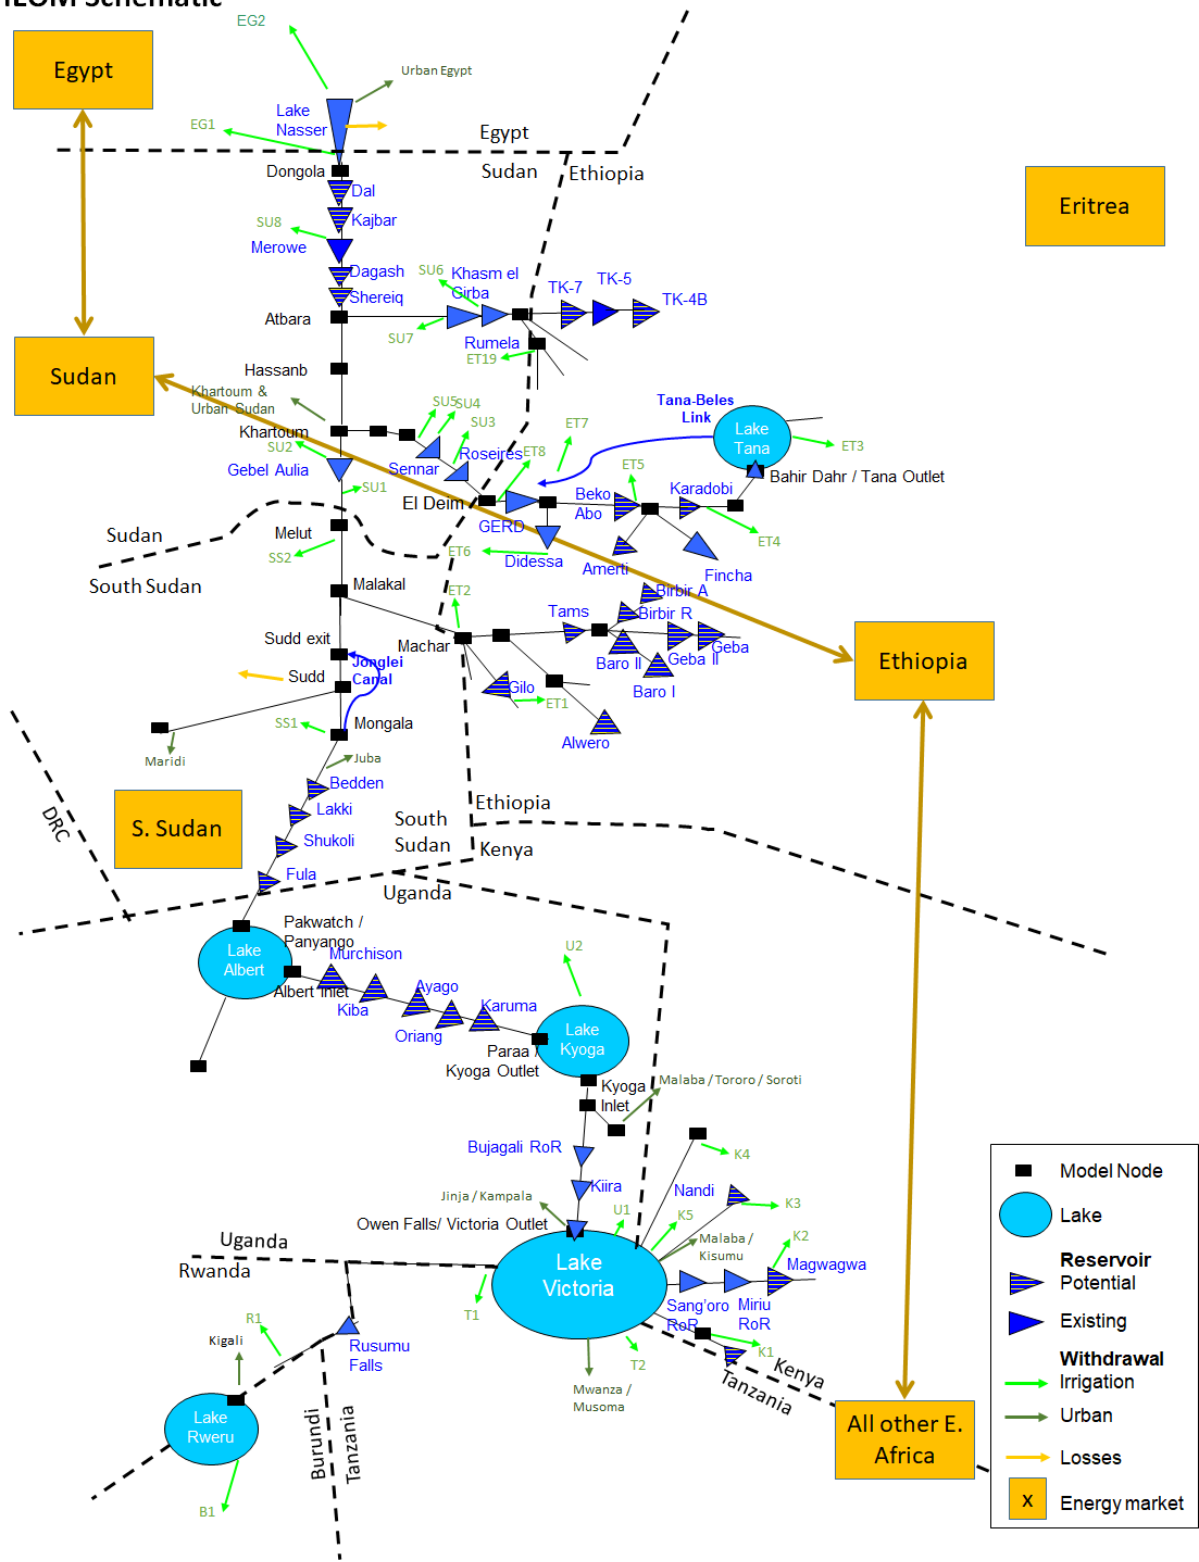 Schematic
EG2
Egypt
Urban Egypt
Lake
Nasser
EG1
Egypt
Sudan
Ethiopia
Dongola
Dal
Kajbar
SU8
Merowe
Dagash
Shereiq
Eritrea
SU6
Khasm el
Girba
TK-7
TK-5
TK-4B
Atbara
SU7
Rumela
ET19
Sudan
Hassanb
Khartoum &
Urban Sudan
Khartoum
SU2
Gebel Aulia
SU1
SU5
SU4
SU3
Sennar
Roseires
ET7
ET8
Tana-Beles
Link
Lake
Tana
ET3
Bahir Dahr / Tana Outlet
ET5
Karadobi
Beko
Abo
El Deim
GERD
Didessa
ET6
ET4
Amerti
Fincha
Melut
Sudan
South Sudan
SS2
Malakal
ET2
Tams
Birbir A
Birbir R
Machar
Baro II
Geba II
Geba
Baro I
Gilo
ET1
Alwero
Ethiopia
Sudd exit
Jonglei
Canal
Sudd
SS1
Mongala
Maridi
Juba
Bedden
Lakki
Shukoli
Fula
DRC
S. Sudan
South
Sudan
Ethiopia
Kenya
Uganda
Pakwatch /
Panyango
Lake
Albert
Albert Inlet
Murchison
Kiba
Ayago
Oriang
Karuma
U2
Lake
Kyoga
Paraa /
Kyoga Outlet
Kyoga
Inlet
Malaba / Tororo / Soroti
Bujagali RoR
Kiira
Jinja / Kampala
Owen Falls/ Victoria Outlet
U1
K5
K4
Nandi
K3
Malaba /
Kisumu
K2
Magwagwa
Lake
Victoria
Sang'oro
RoR
Miriu
RoR
K1
Kenya
Tanzania
T1
T2
Mwanza /
Musoma
Uganda
Rwanda
R1
Kigali
Rusumu
Falls
Lake
Rweru
B1
Burundi
Tanzania
All other E.
Africa
Model Node
Lake
Reservoir
Potential
Existing
Withdrawal
Irrigation
Urban
Losses
x
Energy market